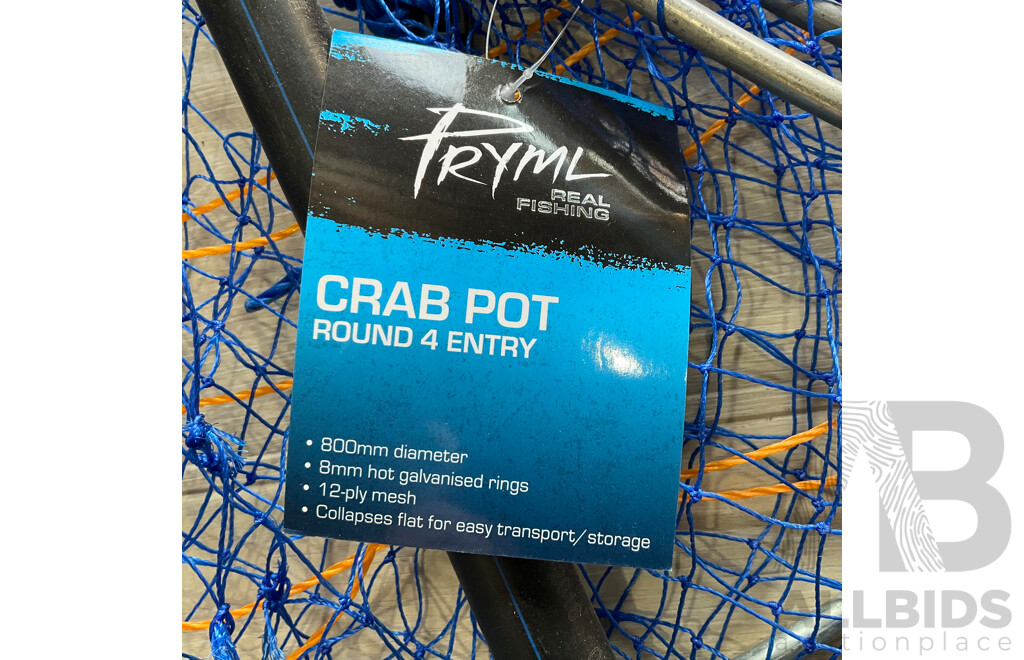 PRYML
REAL
FISHING
CRAB POT
ROUND 4 ENTRY
• 800mm diameter
• 8mm hot galvanised rings
• 12-ply mesh
• Collapses flat for easy transport/storage
ALLBIDS
auctionplace